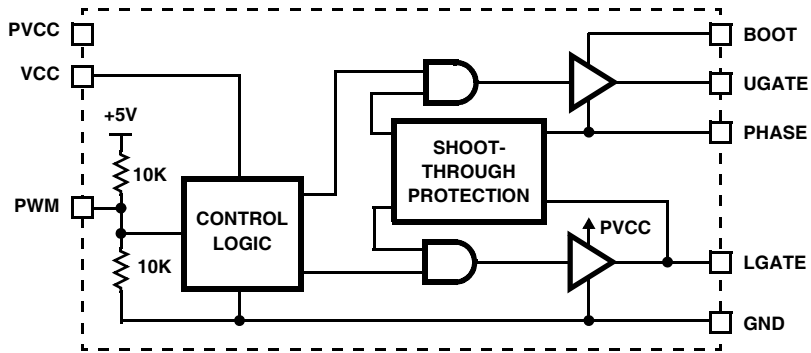 PVCC
VCC
+5V
10K
PWM
10K
CONTROL
LOGIC
SHOOT-
THROUGH
PROTECTION
PVCC
BOOT
UGATE
PHASE
LGATE
GND